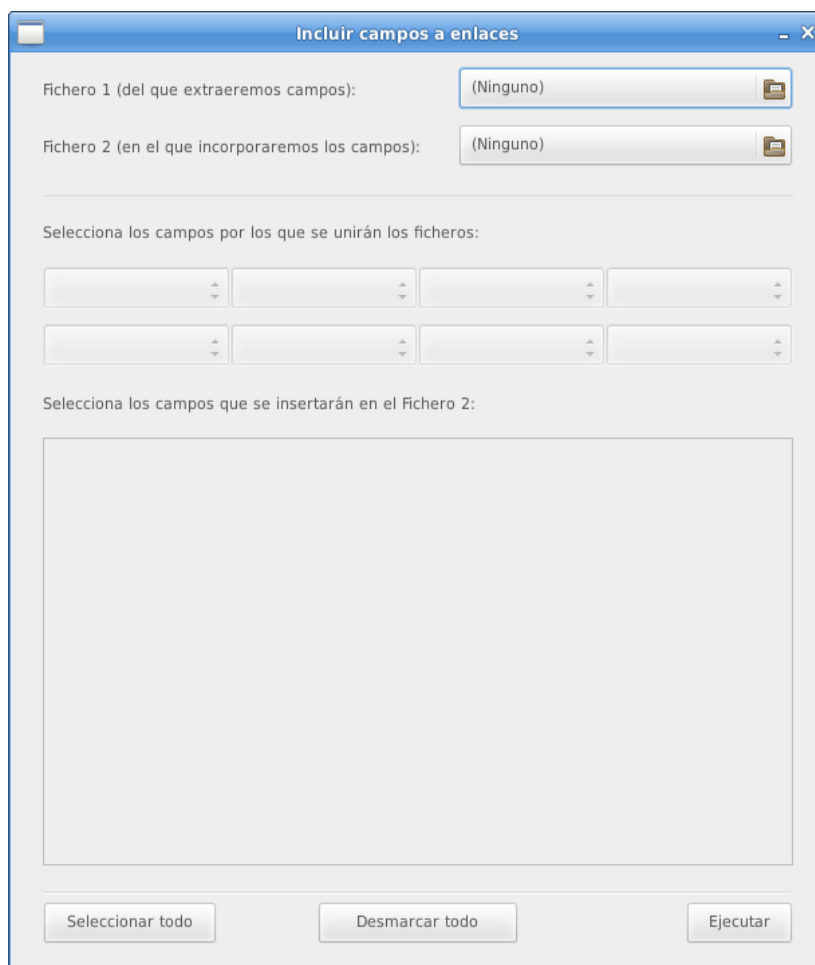 Incluir campos a enlaces
Fichero 1 (del que extraeremos campos):
(Ninguno)
Fichero 2 (en el que incorporaremos los campos):
(Ninguno)
Selecciona los campos por los que se unirán los ficheros:
Selecciona los campos que se insertarán en el Fichero 2:
Seleccionar todo
Desmarcar todo
Ejecutar